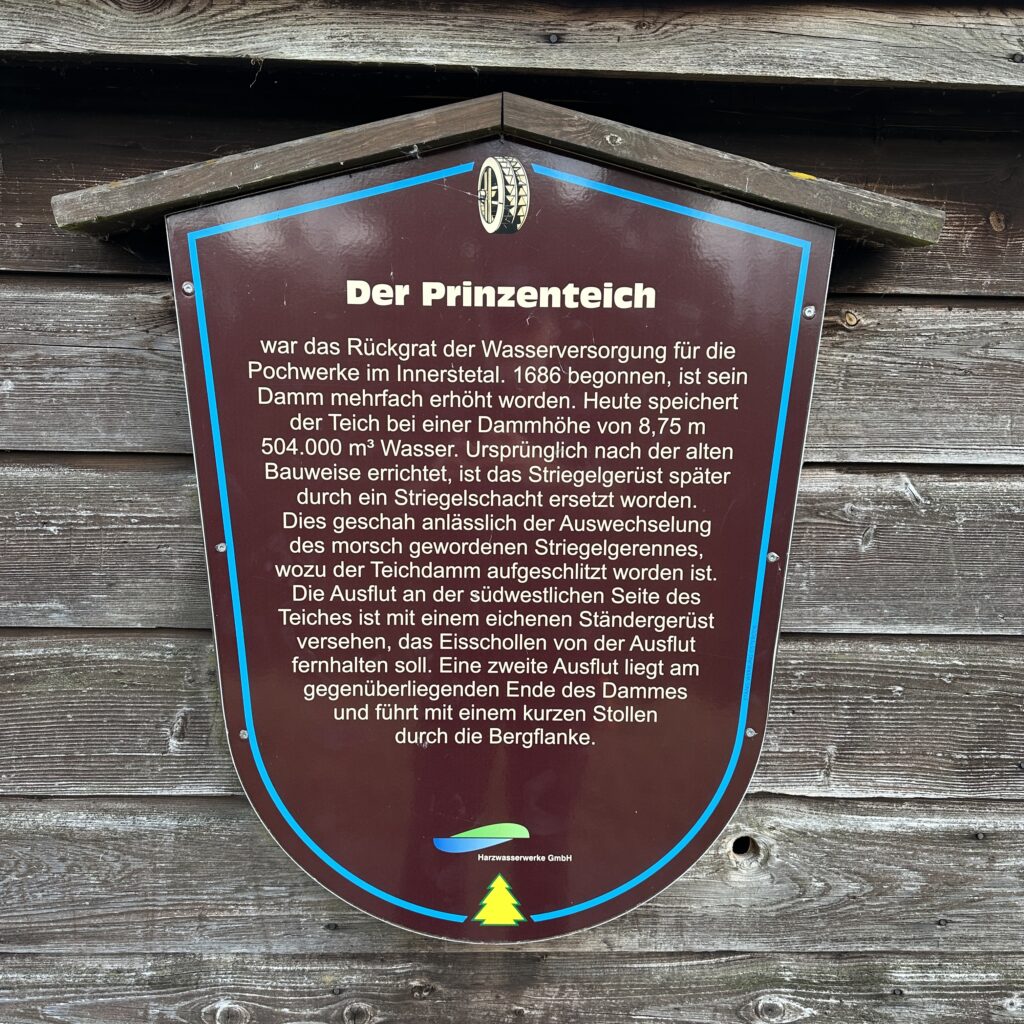 Der Prinzenteich
war das Rückgrat der Wasserversorgung für die
Pochwerke im Innerstetal. 1686 begonnen, ist sein
Damm mehrfach erhöht worden. Heute speichert
der Teich bei einer Dammhöhe von 8,75 m
504.000 m³ Wasser. Ursprünglich nach der alten
Bauweise errichtet, ist das Striegelgerüst später
durch ein Striegelschacht ersetzt worden.
Dies geschah anlässlich der Auswechselung
des morsch gewordenen Striegelgerennes,
wozu der Teichdamm aufgeschlitzt worden ist.
Die Ausflut an der südwestlichen Seite des
Teiches ist mit einem eichenen Ständergerüst
versehen, das Eisschollen von der Ausflut
fernhalten soll. Eine zweite Ausflut liegt am
gegenüberliegenden Ende des Dammes
und führt mit einem kurzen Stollen
durch die Bergflanke.
Harzwasserwerke GmbH